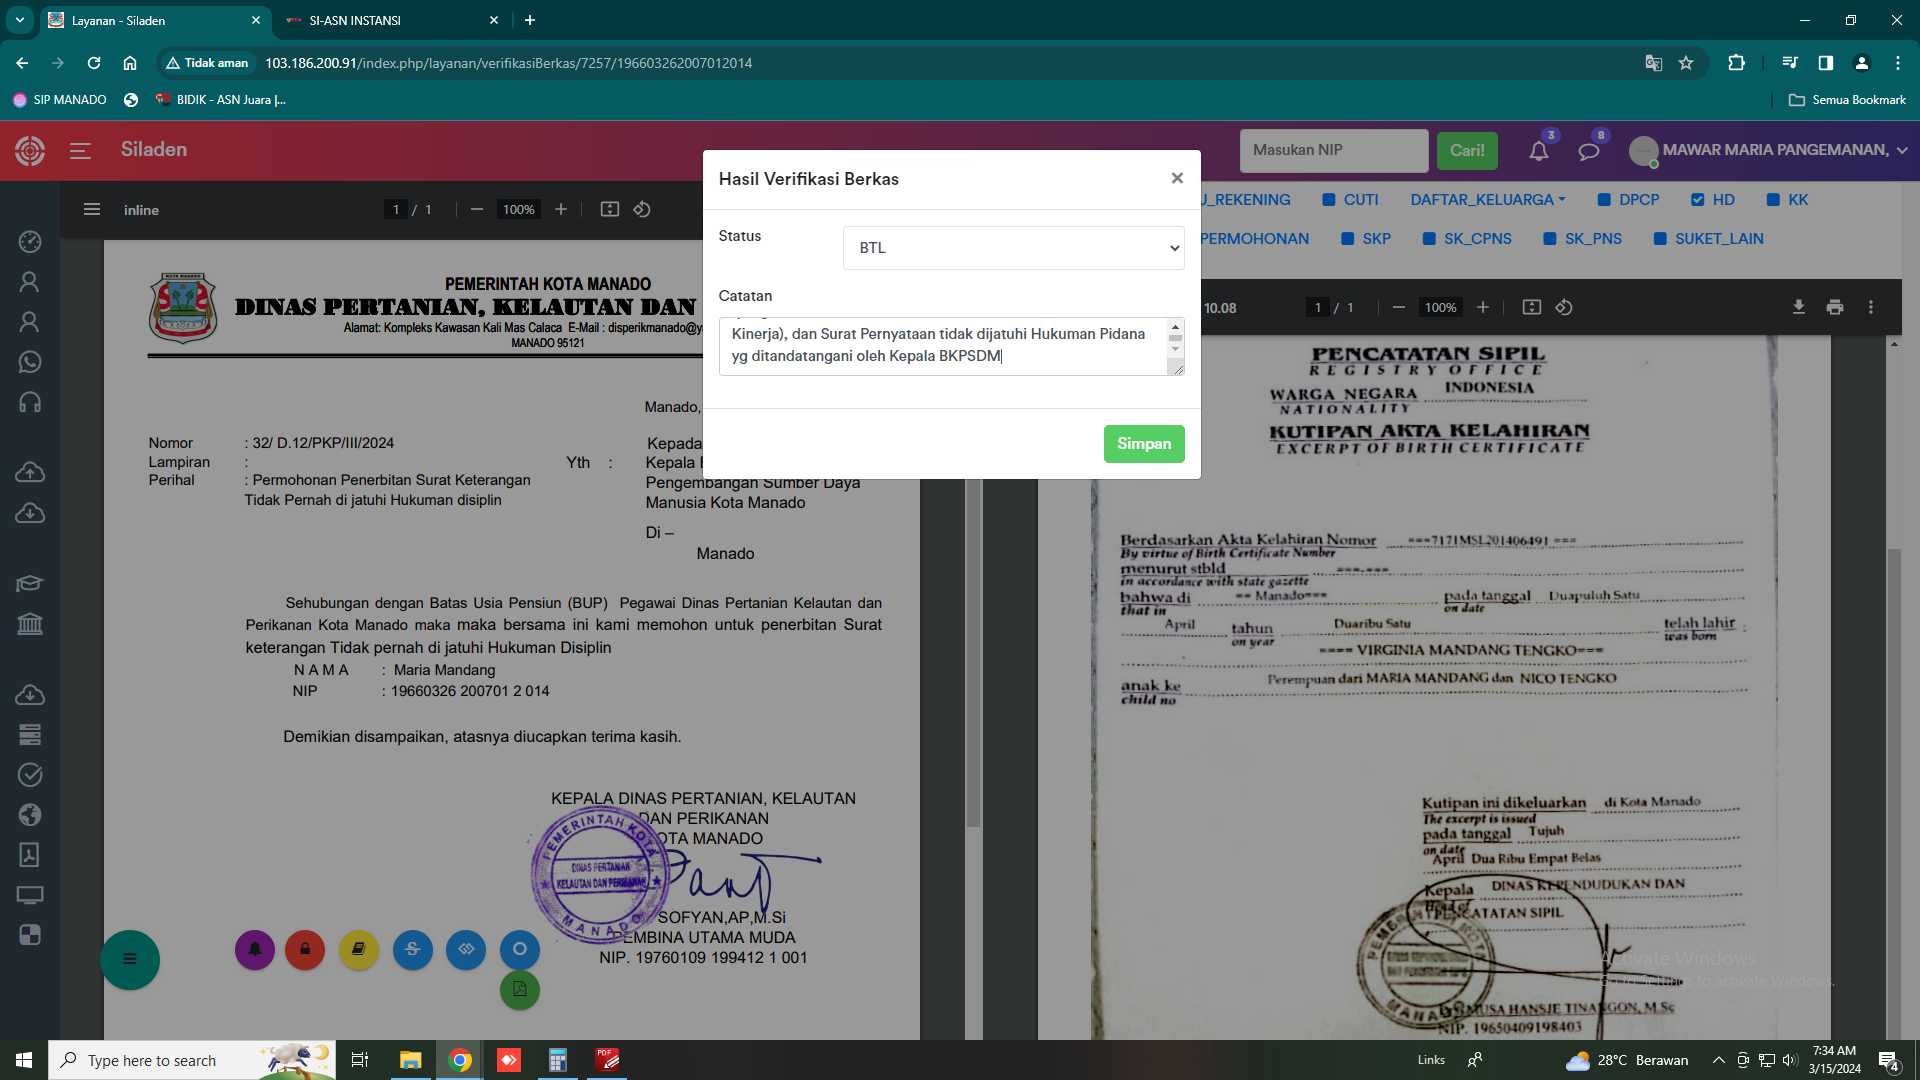 Layanan - Siladen
SI-ASN INSTANSI
Tidak aman
103.186.200.91/index.php/layanan/verifikasiBerkas/7257/196603262007012014
SIP MANADO
BIDIK - ASN Juara |...
Semua Bookmark
Siladen
Masukan NIP
Cari!
3
8
MAWAR MARIA PANGEMANAN,
inline
1 / 1
100%
REKENING
CUTI
DAFTAR_KELUARGA
DPCP
HD
KK
PERMOHONAN
SKP
SK_CPNS
SK_PNS
SUKET_LAIN
10.08
1 / 1
100%
Hasil Verifikasi Berkas
Status
BTL
Catatan
Kinerja), dan Surat Pernyataan tidak dijatuhi Hukuman Pidana
yg ditandatangani oleh Kepala BKPSDM
Simpan
PEMERINTAH KOTA MANADO
DINAS PERTANIAN, KELAUTAN DAN
Alamat: Kompleks Kawasan Kali Mas Calaca E-Mail : disperikmanado@y
MANADO 95121
Manado,
Nomor : 32/ D.12/PKP/III/2024
Kepada
Lampiran :
Yth :
Kepala
Perihal : Permohonan Penerbitan Surat Keterangan
Pengembangan Sumber Daya
Tidak Pernah di jatuhi Hukuman disiplin
Manusia Kota Manado
Di –
Manado
Sehubungan dengan Batas Usia Pensiun (BUP) Pegawai Dinas Pertanian Kelautan dan
Perikanan Kota Manado maka maka bersama ini kami memohon untuk penerbitan Surat
keterangan Tidak pernah di jatuhi Hukuman Disiplin
N A M A : Maria Mandang
NIP : 19660326 200701 2 014
Demikian disampaikan, atasnya diucapkan terima kasih.
KEPALA DINAS PERTANIAN, KELAUTAN
DAN PERIKANAN
KOTA MANADO
PEMERINTAH KOTA
DINAS PERTANIAN
KELAUTAN DAN PERIKANAN
MANADO
SOFYAN,AP,M.Si
PEMBINA UTAMA MUDA
NIP. 19760109 199412 1 001
PENCATATAN SIPIL
REGISTRY OFFICE
WARGA NEGARA INDONESIA
NATIONALITY
KUTIPAN AKTA KELAHIRAN
EXCERPT OF BIRTH CERTIFICATE
Berdasarkan Akta Kelahiran Nomor ===7171MSL201406491 ===
By virtue of Birth Certificate Number
menurut stbld ===.===
in accordance with state gazette
bahwa di == Manado=== pada tanggal Duapuluh Satu
that in on date
April tahun Duaribu Satu telah lahir
on year was born
==== VIRGINIA MANDANG TENGKO===
anak ke Perempuan dari MARIA MANDANG dan NICO TENGKO
child no
Kutipan ini dikeluarkan di Kota Manado
The excerpt is issued
pada tanggal Tujuh
on date
April Dua Ribu Empat Belas
Kepala DINAS KEPENDUDUKAN DAN
PENCATATAN SIPIL
MUSA HANSJE TINANGON, M.Sc
NIP. 19650409198403
Activate Windows
Go to Settings to activate Windows.
Type here to search
Links
28°C Berawan
7:34 AM
3/15/2024
4